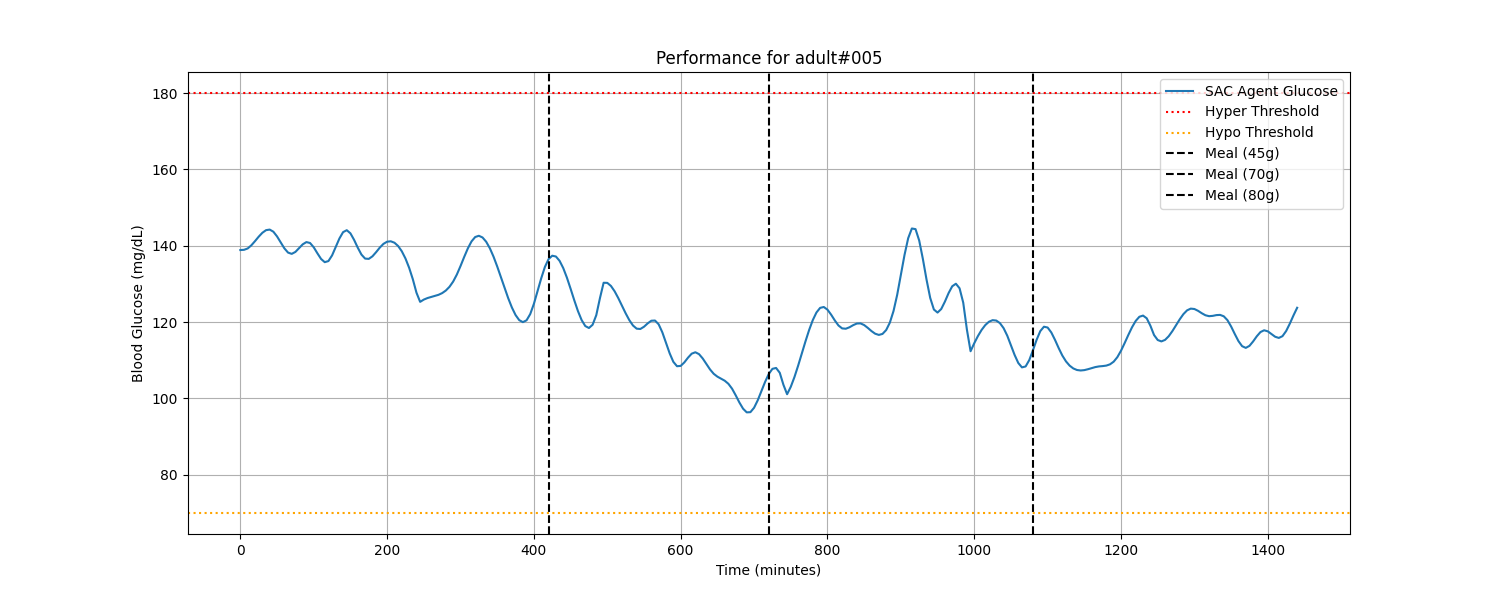 Performance for adult#005
Blood Glucose (mg/dL)
180
160
140
120
100
80
SAC Agent Glucose
Hyper Threshold
Hypo Threshold
Meal (45g)
Meal (70g)
Meal (80g)
0 200 400 600 800 1000 1200 1400
Time (minutes)